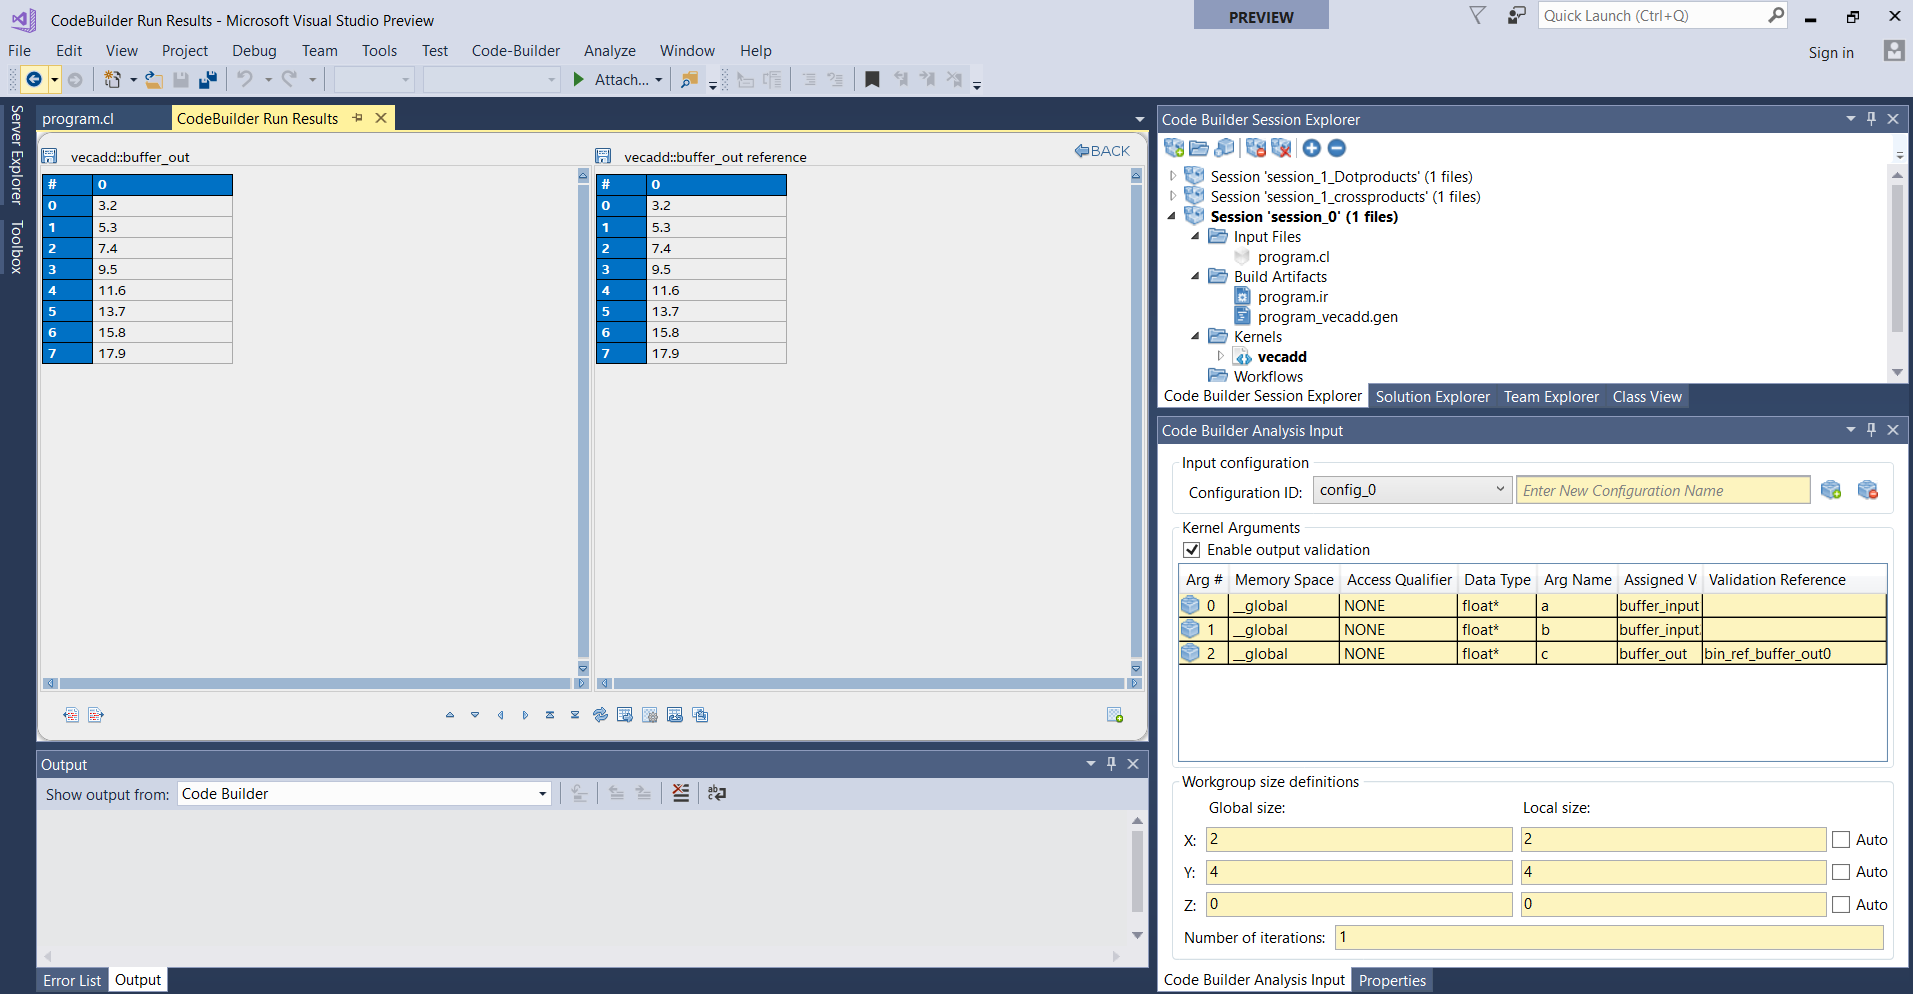 CodeBuilder Run Results - Microsoft Visual Studio Preview
PREVIEW
Quick Launch (Ctrl+Q)
File Edit View Project Debug Team Tools Test Code-Builder Analyze Window Help
Sign in
Attach...
Server Explorer
Toolbox
program.cl
CodeBuilder Run Results
vecadd::buffer_out
# 0
0 3.2
1 5.3
2 7.4
3 9.5
4 11.6
5 13.7
6 15.8
7 17.9
vecadd::buffer_out reference
BACK
# 0
0 3.2
1 5.3
2 7.4
3 9.5
4 11.6
5 13.7
6 15.8
7 17.9
Output
Show output from: Code Builder
Error List
Output
Code Builder Session Explorer
Session 'session_1_Dotproducts' (1 files)
Session 'session_1_crossproducts' (1 files)
Session 'session_0' (1 files)
Input Files
program.cl
Build Artifacts
program.ir
program_vecadd.gen
Kernels
vecadd
Workflows
Code Builder Session Explorer Solution Explorer Team Explorer Class View
Code Builder Analysis Input
Input configuration
Configuration ID: config_0 Enter New Configuration Name
Kernel Arguments
Enable output validation
Arg # Memory Space Access Qualifier Data Type Arg Name Assigned V Validation Reference
0 __global NONE float* a buffer_input
1 __global NONE float* b buffer_input
2 __global NONE float* c buffer_out bin_ref_buffer_out0
Workgroup size definitions
Global size: Local size:
X: 2 2 Auto
Y: 4 4 Auto
Z: 0 0 Auto
Number of iterations: 1
Code Builder Analysis Input Properties